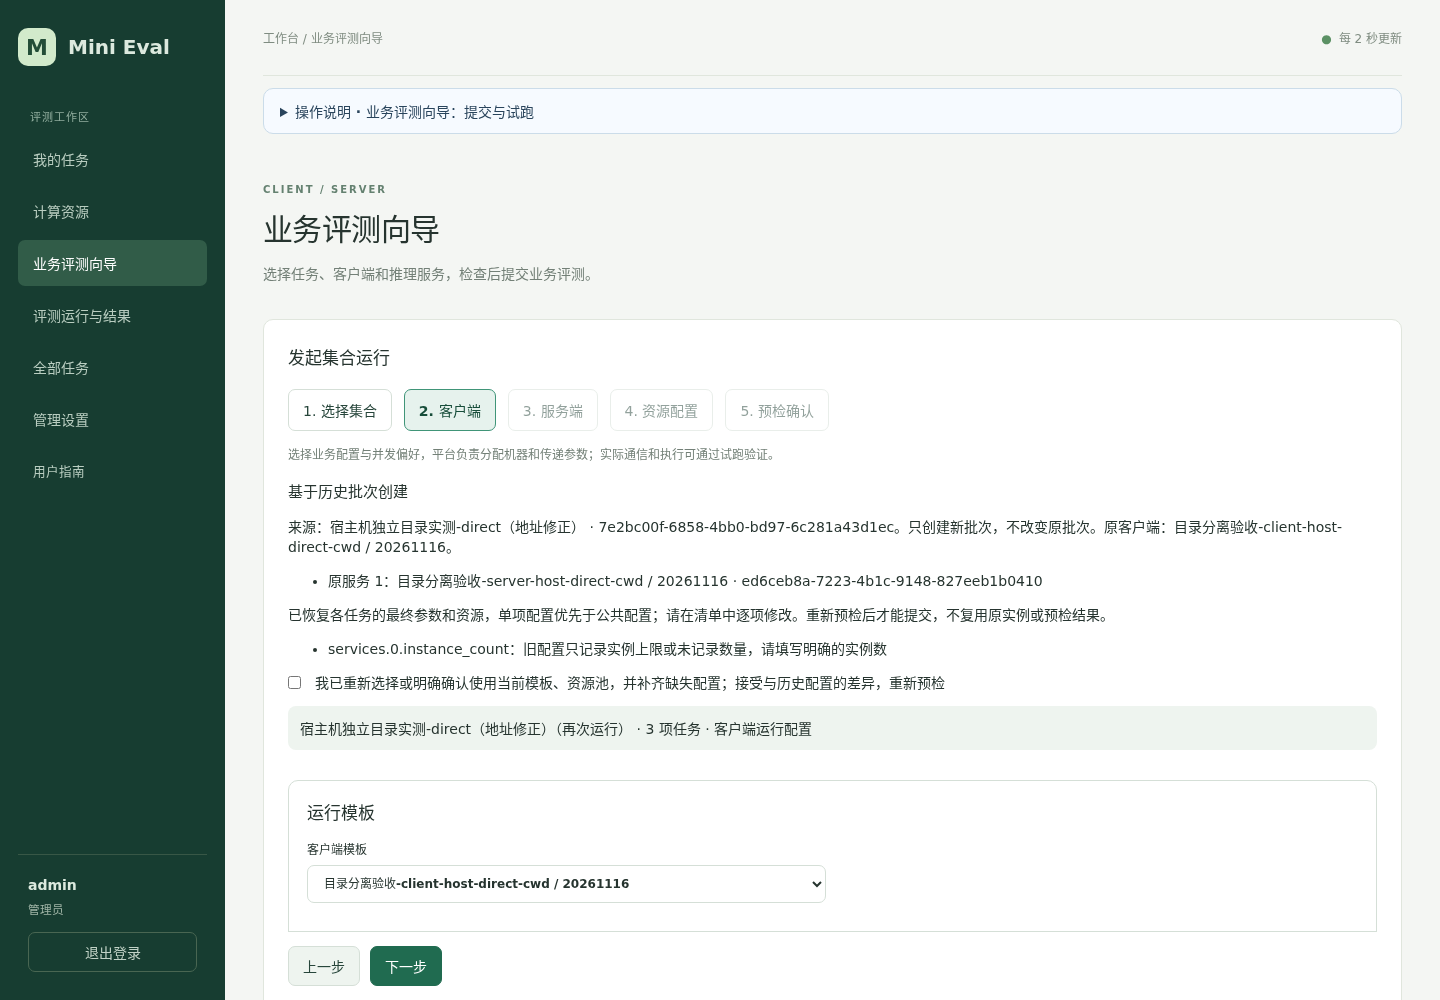 M Mini Eval
评测工作区
我的任务
计算资源
业务评测向导
评测运行与结果
全部任务
管理设置
用户指南
admin
管理员
退出登录
工作台 / 业务评测向导
每 2 秒更新
操作说明・业务评测向导：提交与试跑
CLIENT / SERVER
业务评测向导
选择任务、客户端和推理服务，检查后提交业务评测。
发起集合运行
1. 选择集合
2. 客户端
3. 服务端
4. 资源配置
5. 预检确认
选择业务配置与并发偏好，平台负责分配机器和传递参数；实际通信和执行可通过试跑验证。
基于历史批次创建
来源：宿主机独立目录实测-direct（地址修正） · 7e2bc00f-6858-4bb0-bd97-6c281a43d1ec。只创建新批次，不改变原批次。原客户端：目录分离验收-client-host-
direct-cwd / 20261116。
• 原服务 1：目录分离验收-server-host-direct-cwd / 20261116 · ed6ceb8a-7223-4b1c-9148-827eeb1b0410
已恢复各任务的最终参数和资源，单项配置优先于公共配置；请在清单中逐项修改。重新预检后才能提交，不复用原实例或预检结果。
• services.0.instance_count：旧配置只记录实例上限或未记录数量，请填写明确的实例数
我已重新选择或明确确认使用当前模板、资源池，并补齐缺失配置；接受与历史配置的差异，重新预检
宿主机独立目录实测-direct（地址修正）（再次运行） · 3 项任务 · 客户端运行配置
运行模板
客户端模板
目录分离验收-client-host-direct-cwd / 20261116
上一步
下一步